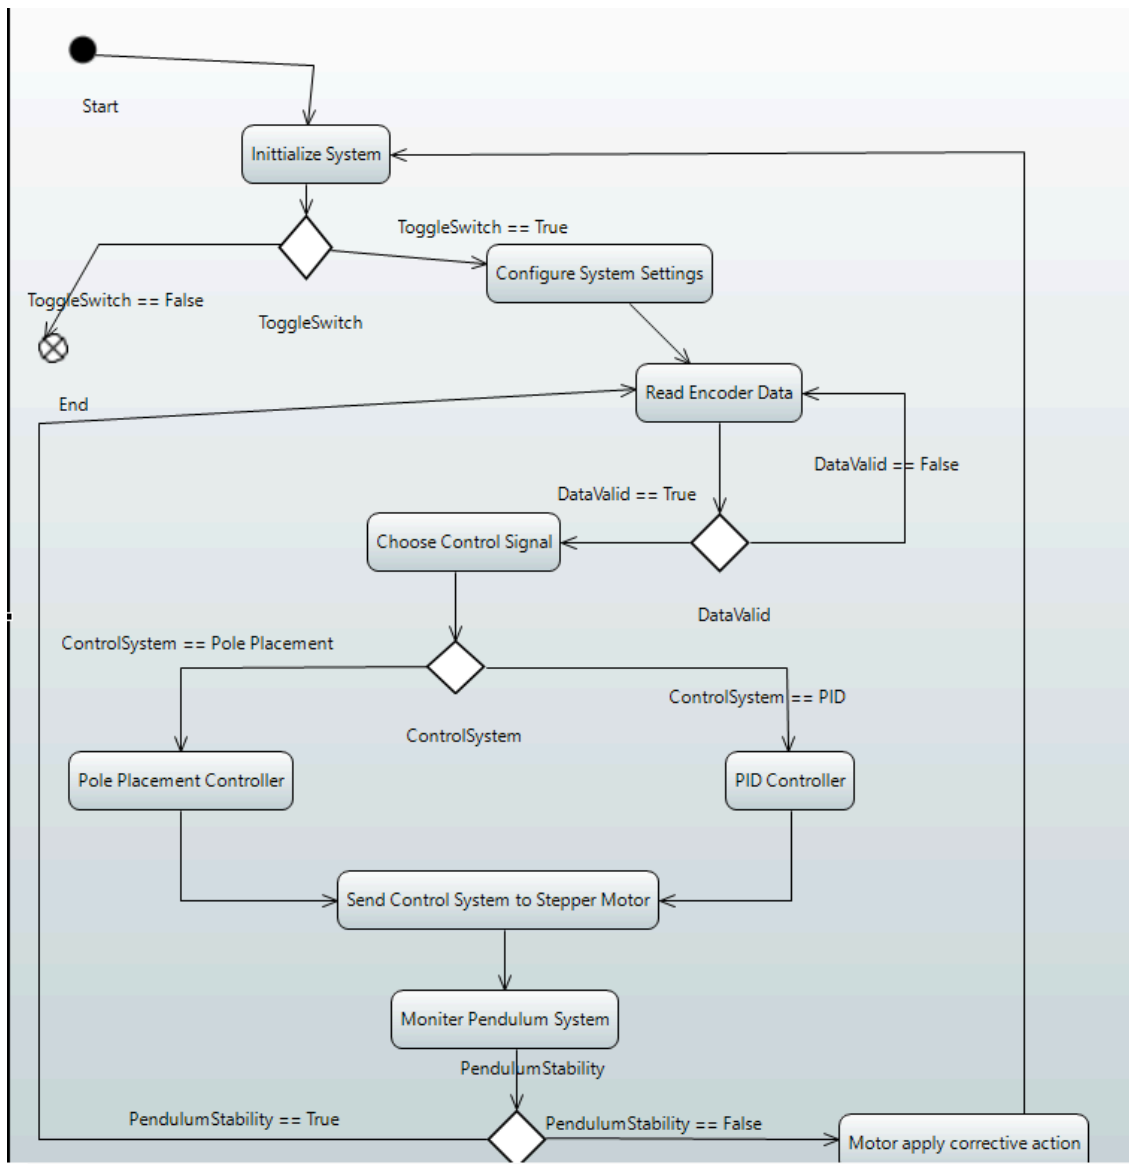 Start
Inittialize System
ToggleSwitch == True
Configure System Settings
ToggleSwitch == False
ToggleSwitch
End
Read Encoder Data
DataValid == False
DataValid == True
Choose Control Signal
DataValid
ControlSystem == Pole Placement
ControlSystem == PID
ControlSystem
Pole Placement Controller
PID Controller
Send Control System to Stepper Motor
Moniter Pendulum System
PendulumStability
PendulumStability == True
PendulumStability == False
Motor apply corrective action